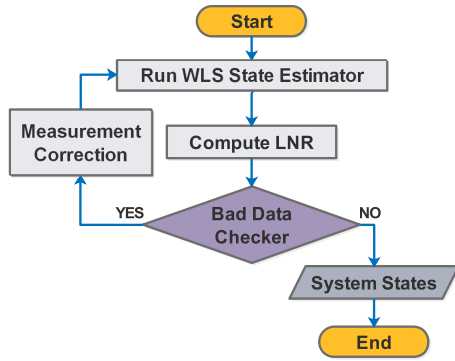 Start
Run WLS State Estimator
Measurement
Correction
Compute LNR
YES
Bad Data
Checker
NO
System States
End